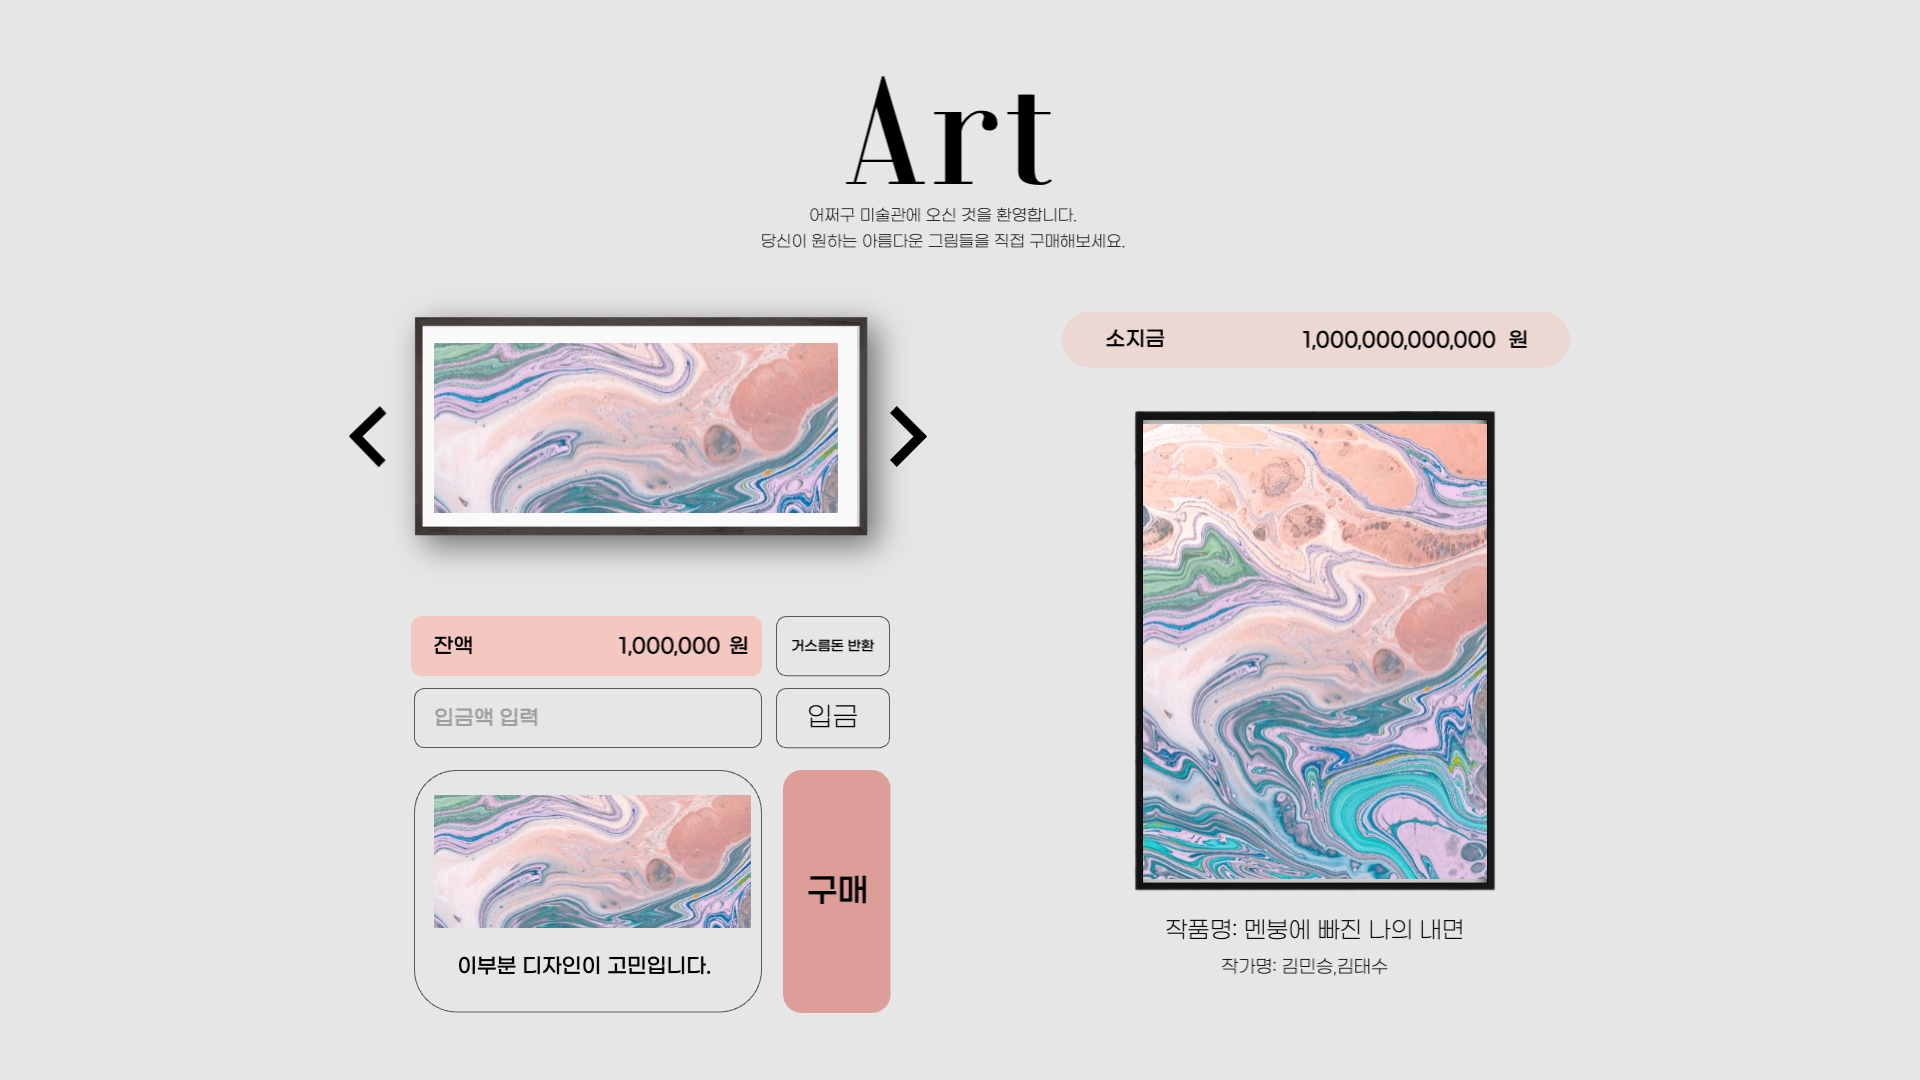 Art
어쩌구 미술관에 오신 것을 환영합니다.
당신이 원하는 아름다운 그림들을 직접 구매해보세요.
소지금 1,000,000,000,000 원
잔액 1,000,000 원
거스름돈 반환
입금액 입력
입금
구매
이부분 디자인이 고민입니다.
작품명: 멘붕에 빠진 나의 내면
작가명: 김민승,김태수